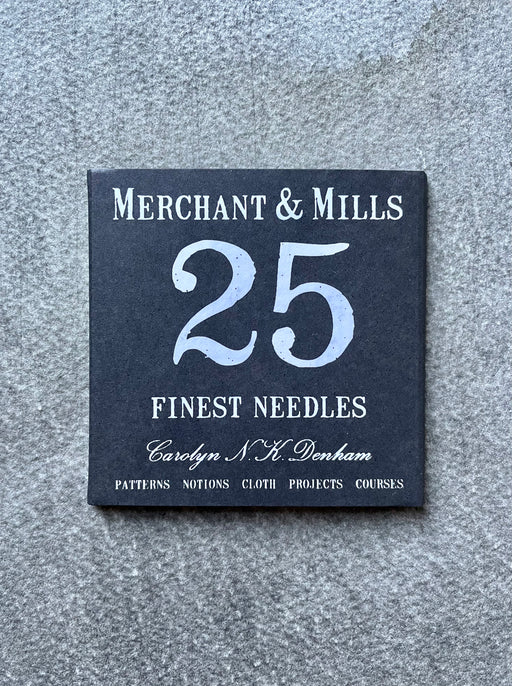 MERCHANT & MILLS
25
FINEST NEEDLES
Carolyn N. K. Denham
PATTERNS NOTIONS CLOTH PROJECTS COURSES